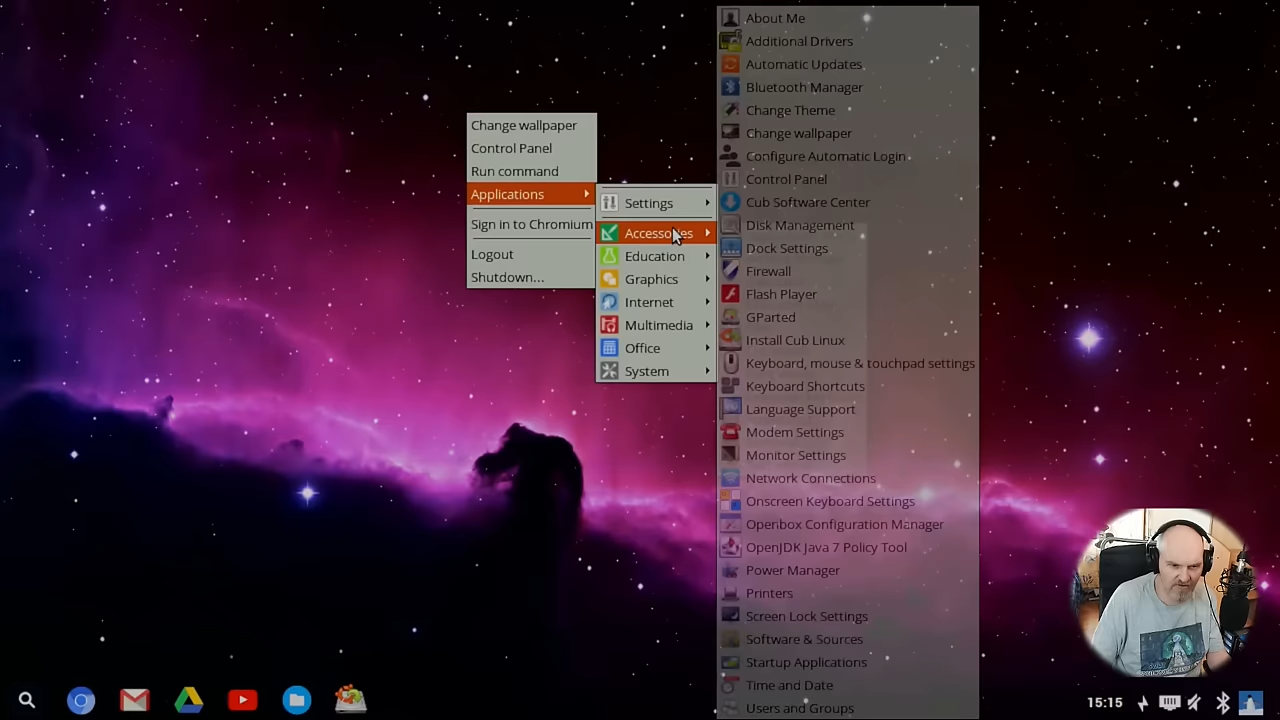 Change wallpaper
Control Panel
Run command
Applications
Sign in to Chromium
Logout
Shutdown...
Settings
Accessories
Education
Graphics
Internet
Multimedia
Office
System
About Me
Additional Drivers
Automatic Updates
Bluetooth Manager
Change Theme
Change wallpaper
Configure Automatic Login
Control Panel
Cub Software Center
Disk Management
Dock Settings
Firewall
Flash Player
GParted
Install Cub Linux
Keyboard, mouse & touchpad settings
Keyboard Shortcuts
Language Support
Modem Settings
Monitor Settings
Network Connections
Onscreen Keyboard Settings
Openbox Configuration Manager
OpenJDK Java 7 Policy Tool
Power Manager
Printers
Screen Lock Settings
Software & Sources
Startup Applications
Time and Date
Users and Groups
15:15